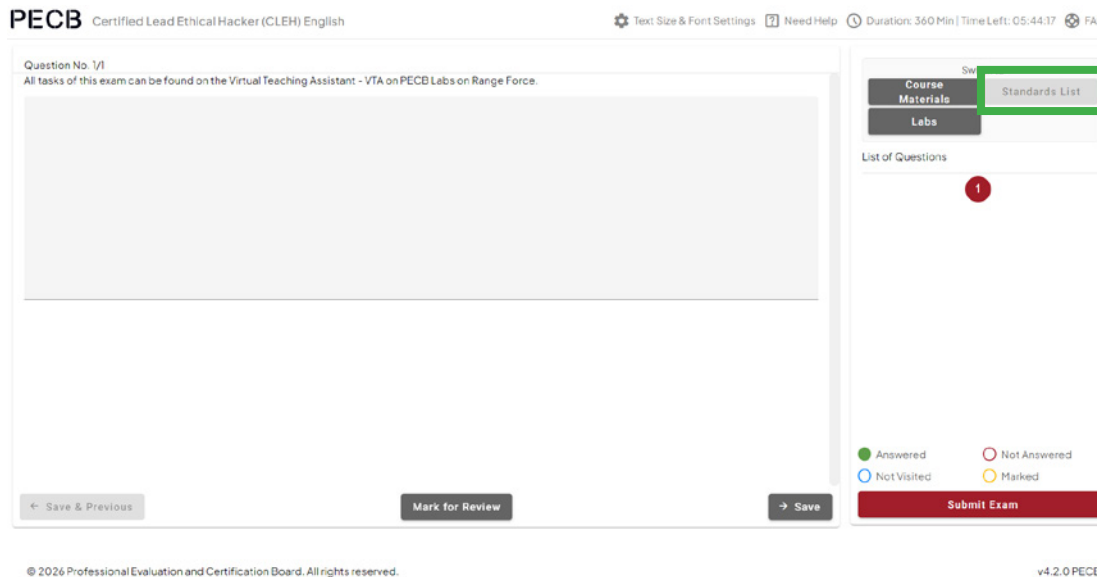 PECB Certified Lead Ethical Hacker (CLEH) English Text Size & Font Settings Need Help Duration: 360 Min | Time Left: 05:44:17
Question No. 1/1
All tasks of this exam can be found on the Virtual Teaching Assistant - VTA on PECB Labs on Range Force.
Course
Materials
Standards List
Labs
List of Questions
1
Answered Not Answered
Not Visited Marked
← Save & Previous Mark for Review → Save Submit Exam
© 2026 Professional Evaluation and Certification Board. All rights reserved. v4.2.0 PECB